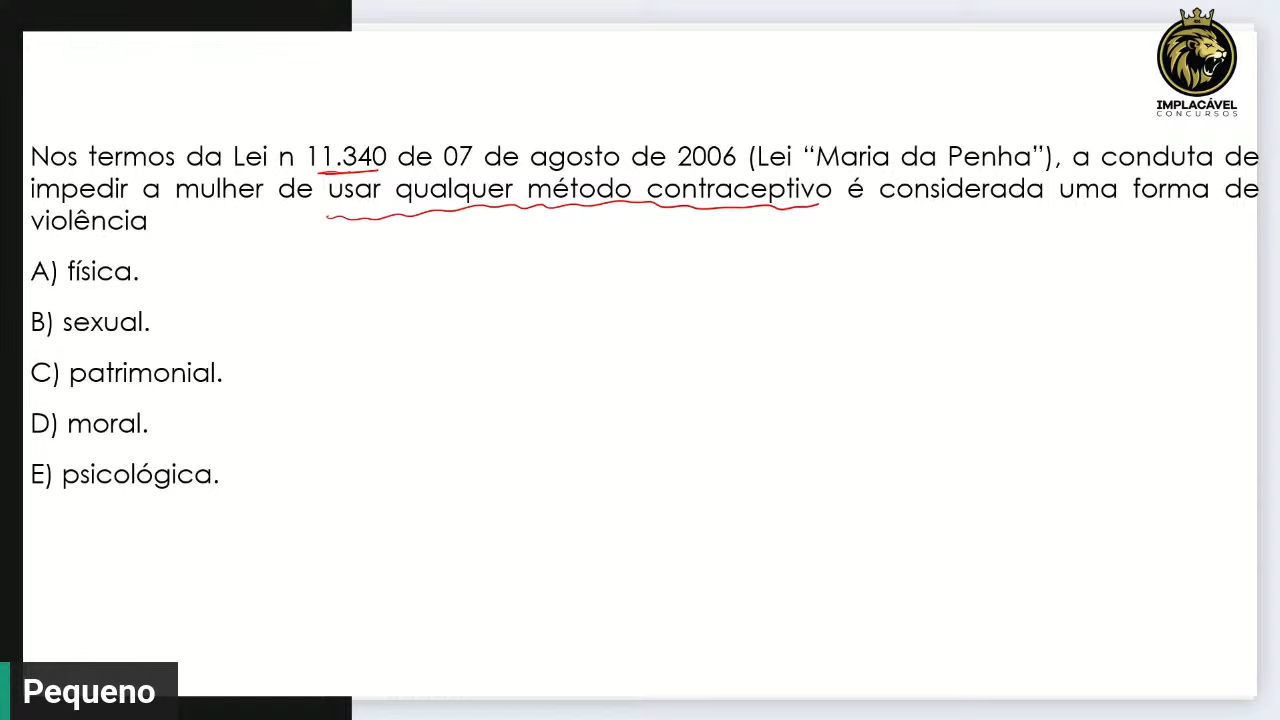 IMPLACÁVEL
CONCURSOS
Nos termos da Lei n 11.340 de 07 de agosto de 2006 (Lei “Maria da Penha”), a conduta de
impedir a mulher de usar qualquer método contraceptivo é considerada uma forma de
violência
A) física.
B) sexual.
C) patrimonial.
D) moral.
E) psicológica.
Pequeno